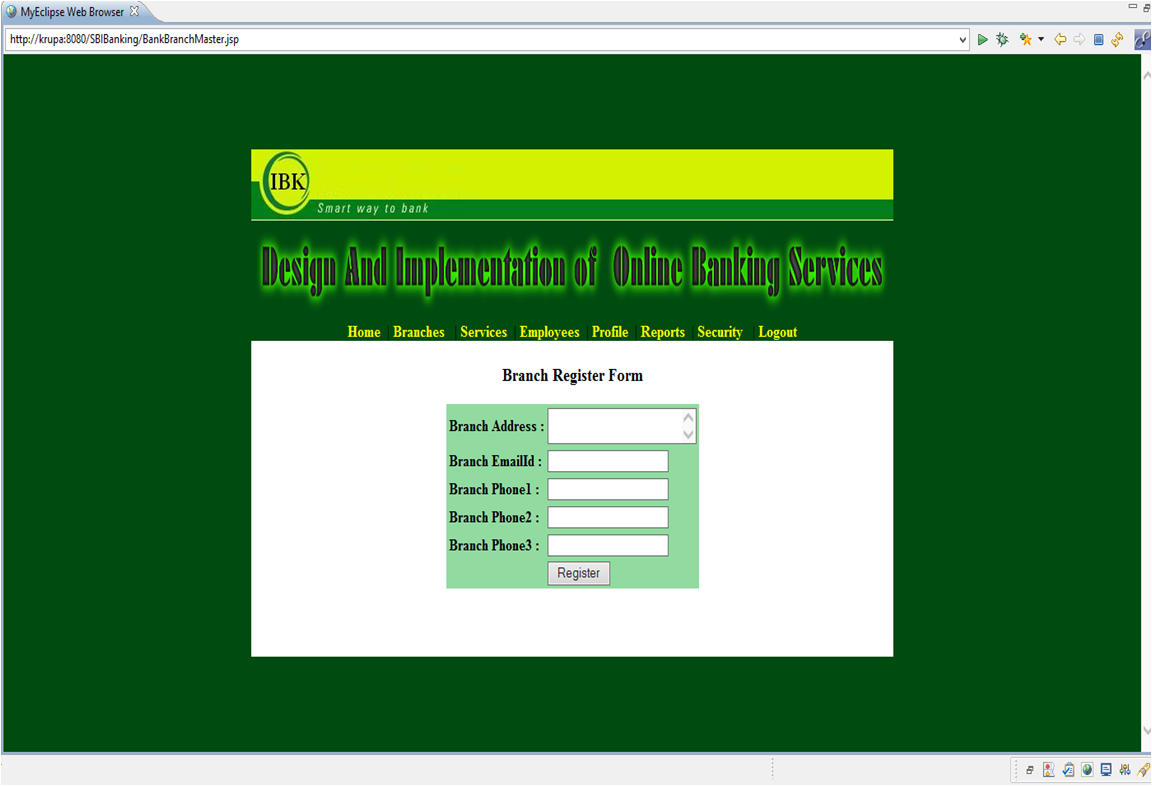 MyEclipse Web Browser
http://krupa:8080/SBIBanking/BankBranchMaster.jsp
IBK
Smart way to bank
Design And Implementation of Online Banking Services
Home Branches Services Employees Profile Reports Security Logout
Branch Register Form
Branch Address :
Branch EmailId :
Branch Phone1 :
Branch Phone2 :
Branch Phone3 :
Register